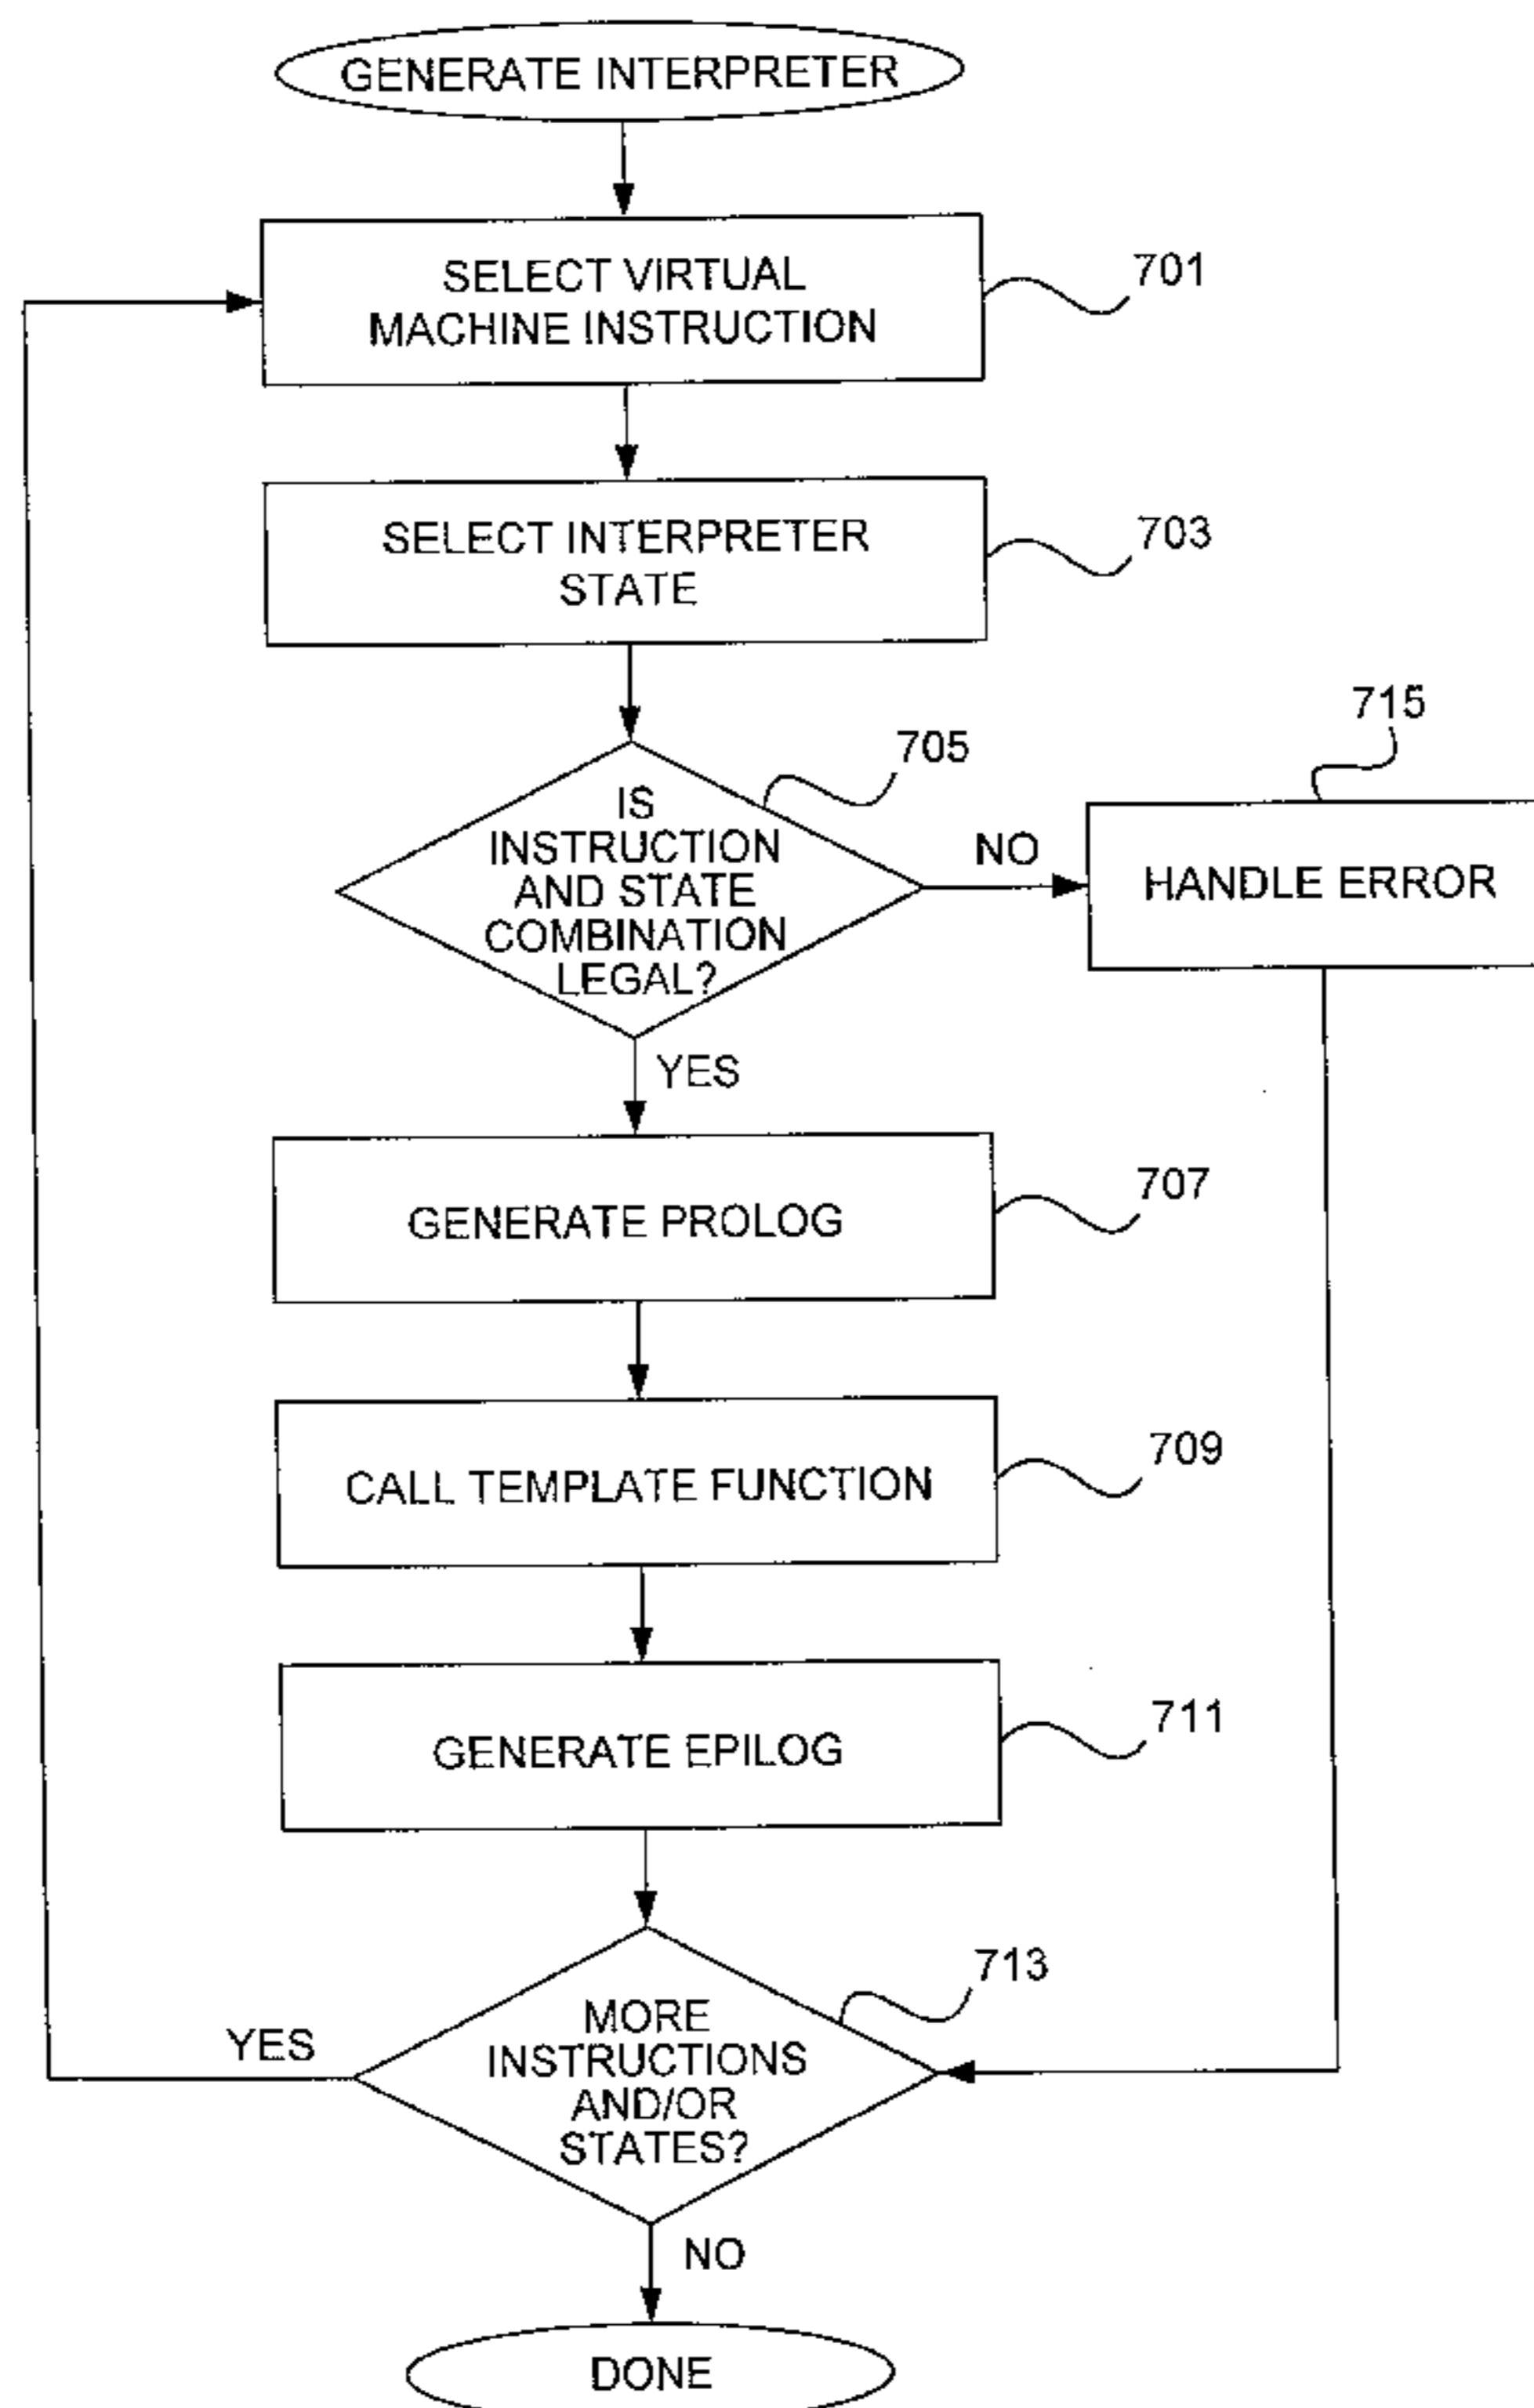 GENERATE INTERPRETER
SELECT VIRTUAL
MACHINE INSTRUCTION
701
SELECT INTERPRETER
STATE
703
715
705
IS
INSTRUCTION
AND STATE
COMBINATION
LEGAL?
NO
HANDLE ERROR
YES
GENERATE PROLOG
707
CALL TEMPLATE FUNCTION
709
GENERATE EPILOG
711
713
MORE
INSTRUCTIONS
AND/OR
STATES?
YES
NO
DONE